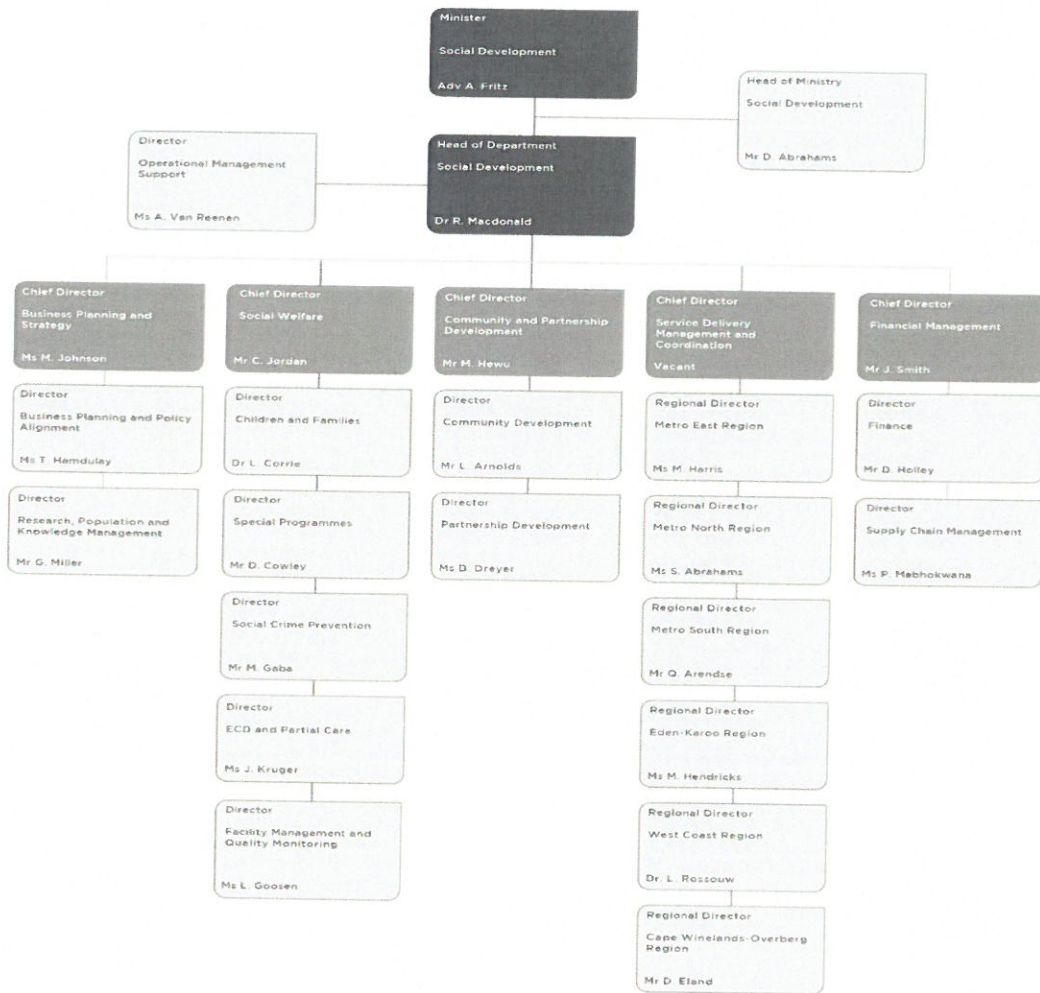 Minister
Social Development
Adv A. Fritz
Head of Ministry
Social Development
Mr D. Abrahams
Director
Operational Management
Support
Ms A. Van Reenen
Head of Department
Social Development
Dr R. Macdonald
Chief Director
Business Planning and
Strategy
Ms M. Johnson
Director
Business Planning and Policy
Alignment
Ms T. Hamdulay
Director
Research, Population and
Knowledge Management
Mr G. Miller
Chief Director
Social Welfare
Mr C. Jordan
Director
Children and Families
Dr L. Corrie
Director
Special Programmes
Mr D. Cowley
Director
Social Crime Prevention
Mr M. Gaba
Director
ECD and Partial Care
Ms J. Kruger
Director
Facility Management and
Quality Monitoring
Ms L. Goosen
Chief Director
Community and Partnership
Development
Mr M. Hewu
Director
Community Development
Mr L. Arnolds
Director
Partnership Development
Ms D. Dreyer
Chief Director
Service Delivery
Management and
Coordination
Vacant
Regional Director
Metro East Region
Ms M. Harris
Regional Director
Metro North Region
Ms S. Abrahams
Regional Director
Metro South Region
Mr Q. Arendse
Regional Director
Eden-Karoo Region
Ms M. Hendricks
Regional Director
West Coast Region
Dr. L. Rossouw
Regional Director
Cape Winelands-Overberg
Region
Mr D. Eland
Chief Director
Financial Management
Mr J. Smith
Director
Finance
Mr D. Holley
Director
Supply Chain Management
Ms P. Mabhokwana